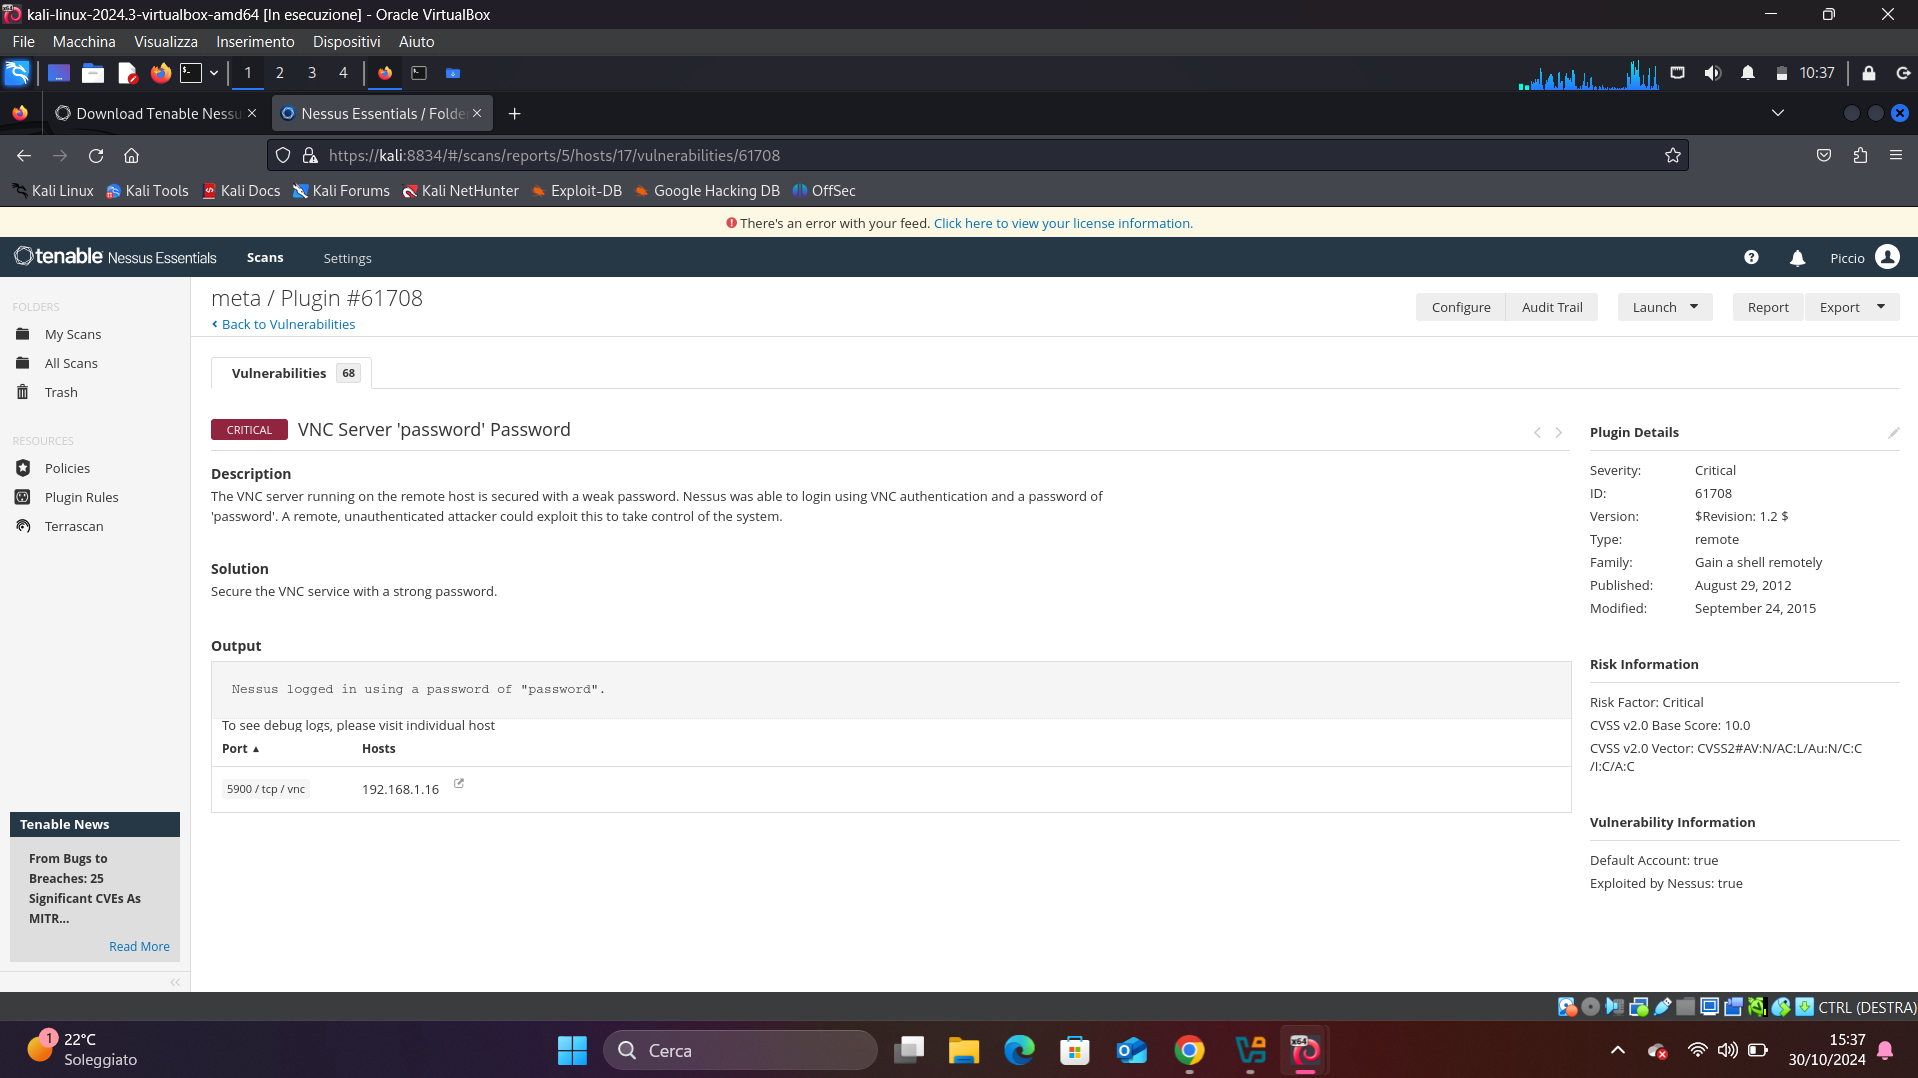 kali-linux-2024.3-virtualbox-amd64 [In esecuzione] - Oracle VirtualBox
File Macchina Visualizza Inserimento Dispositivi Aiuto
1 2 3 4 10:37
Download Tenable Nessu Nessus Essentials / Folde
https://kali:8834/#/scans/reports/5/hosts/17/vulnerabilities/61708
Kali Linux Kali Tools Kali Docs Kali Forums Kali NetHunter Exploit-DB Google Hacking DB OffSec
There's an error with your feed. Click here to view your license information.
tenable Nessus Essentials Scans Settings Piccio
FOLDERS
My Scans
All Scans
Trash
RESOURCES
Policies
Plugin Rules
Terrascan
Tenable News
From Bugs to
Breaches: 25
Significant CVEs As
MITR...
Read More
meta / Plugin #61708
Back to Vulnerabilities
Configure Audit Trail Launch Report Export
Vulnerabilities 68
CRITICAL VNC Server 'password' Password
Description
The VNC server running on the remote host is secured with a weak password. Nessus was able to login using VNC authentication and a password of
'password'. A remote, unauthenticated attacker could exploit this to take control of the system.
Solution
Secure the VNC service with a strong password.
Output
Nessus logged in using a password of "password".
To see debug logs, please visit individual host
Port ▲ Hosts
5900 / tcp / vnc 192.168.1.16
Plugin Details
Severity: Critical
ID: 61708
Version: $Revision: 1.2 $
Type: remote
Family: Gain a shell remotely
Published: August 29, 2012
Modified: September 24, 2015
Risk Information
Risk Factor: Critical
CVSS v2.0 Base Score: 10.0
CVSS v2.0 Vector: CVSS2#AV:N/AC:L/Au:N/C:C
/I:C/A:C
Vulnerability Information
Default Account: true
Exploited by Nessus: true
CTRL (DESTRA)
1 22°C
Soleggiato
Cerca
x64
15:37
30/10/2024